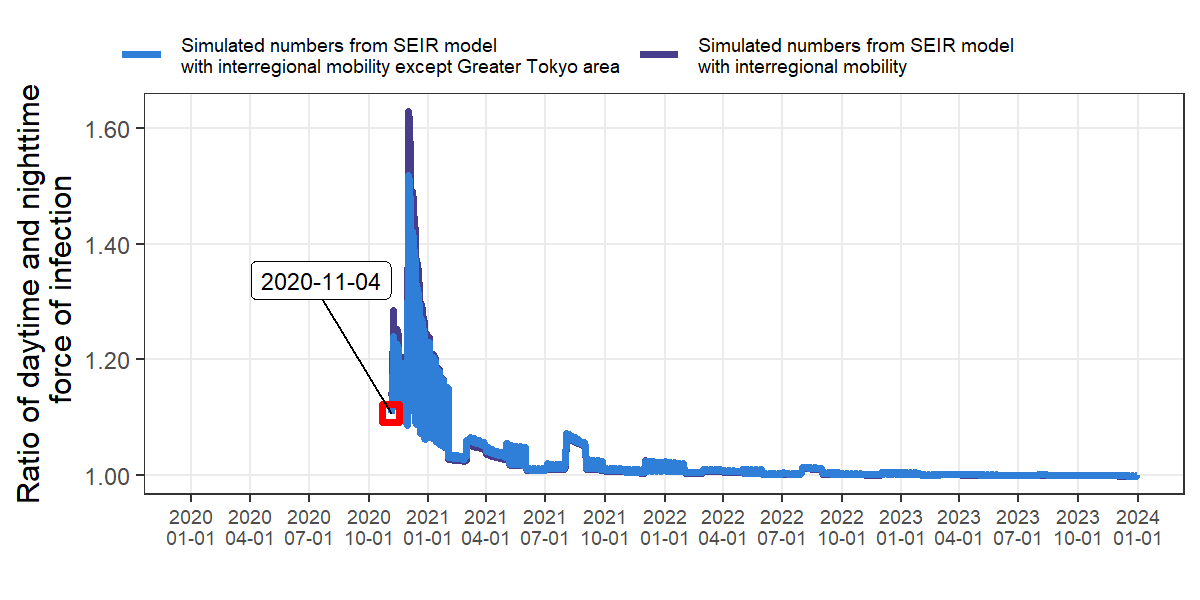 Simulated numbers from SEIR model
with interregional mobility except Greater Tokyo area
Simulated numbers from SEIR model
with interregional mobility
Ratio of daytime and nighttime
force of infection
1.60
1.40
1.20
1.00
2020-11-04
2020 2020 2020 2020 2021 2021 2021 2021 2022 2022 2022 2022 2023 2023 2023 2023 2024
01-01 04-01 07-01 10-01 01-01 04-01 07-01 10-01 01-01 04-01 07-01 10-01 01-01 04-01 07-01 10-01 01-01